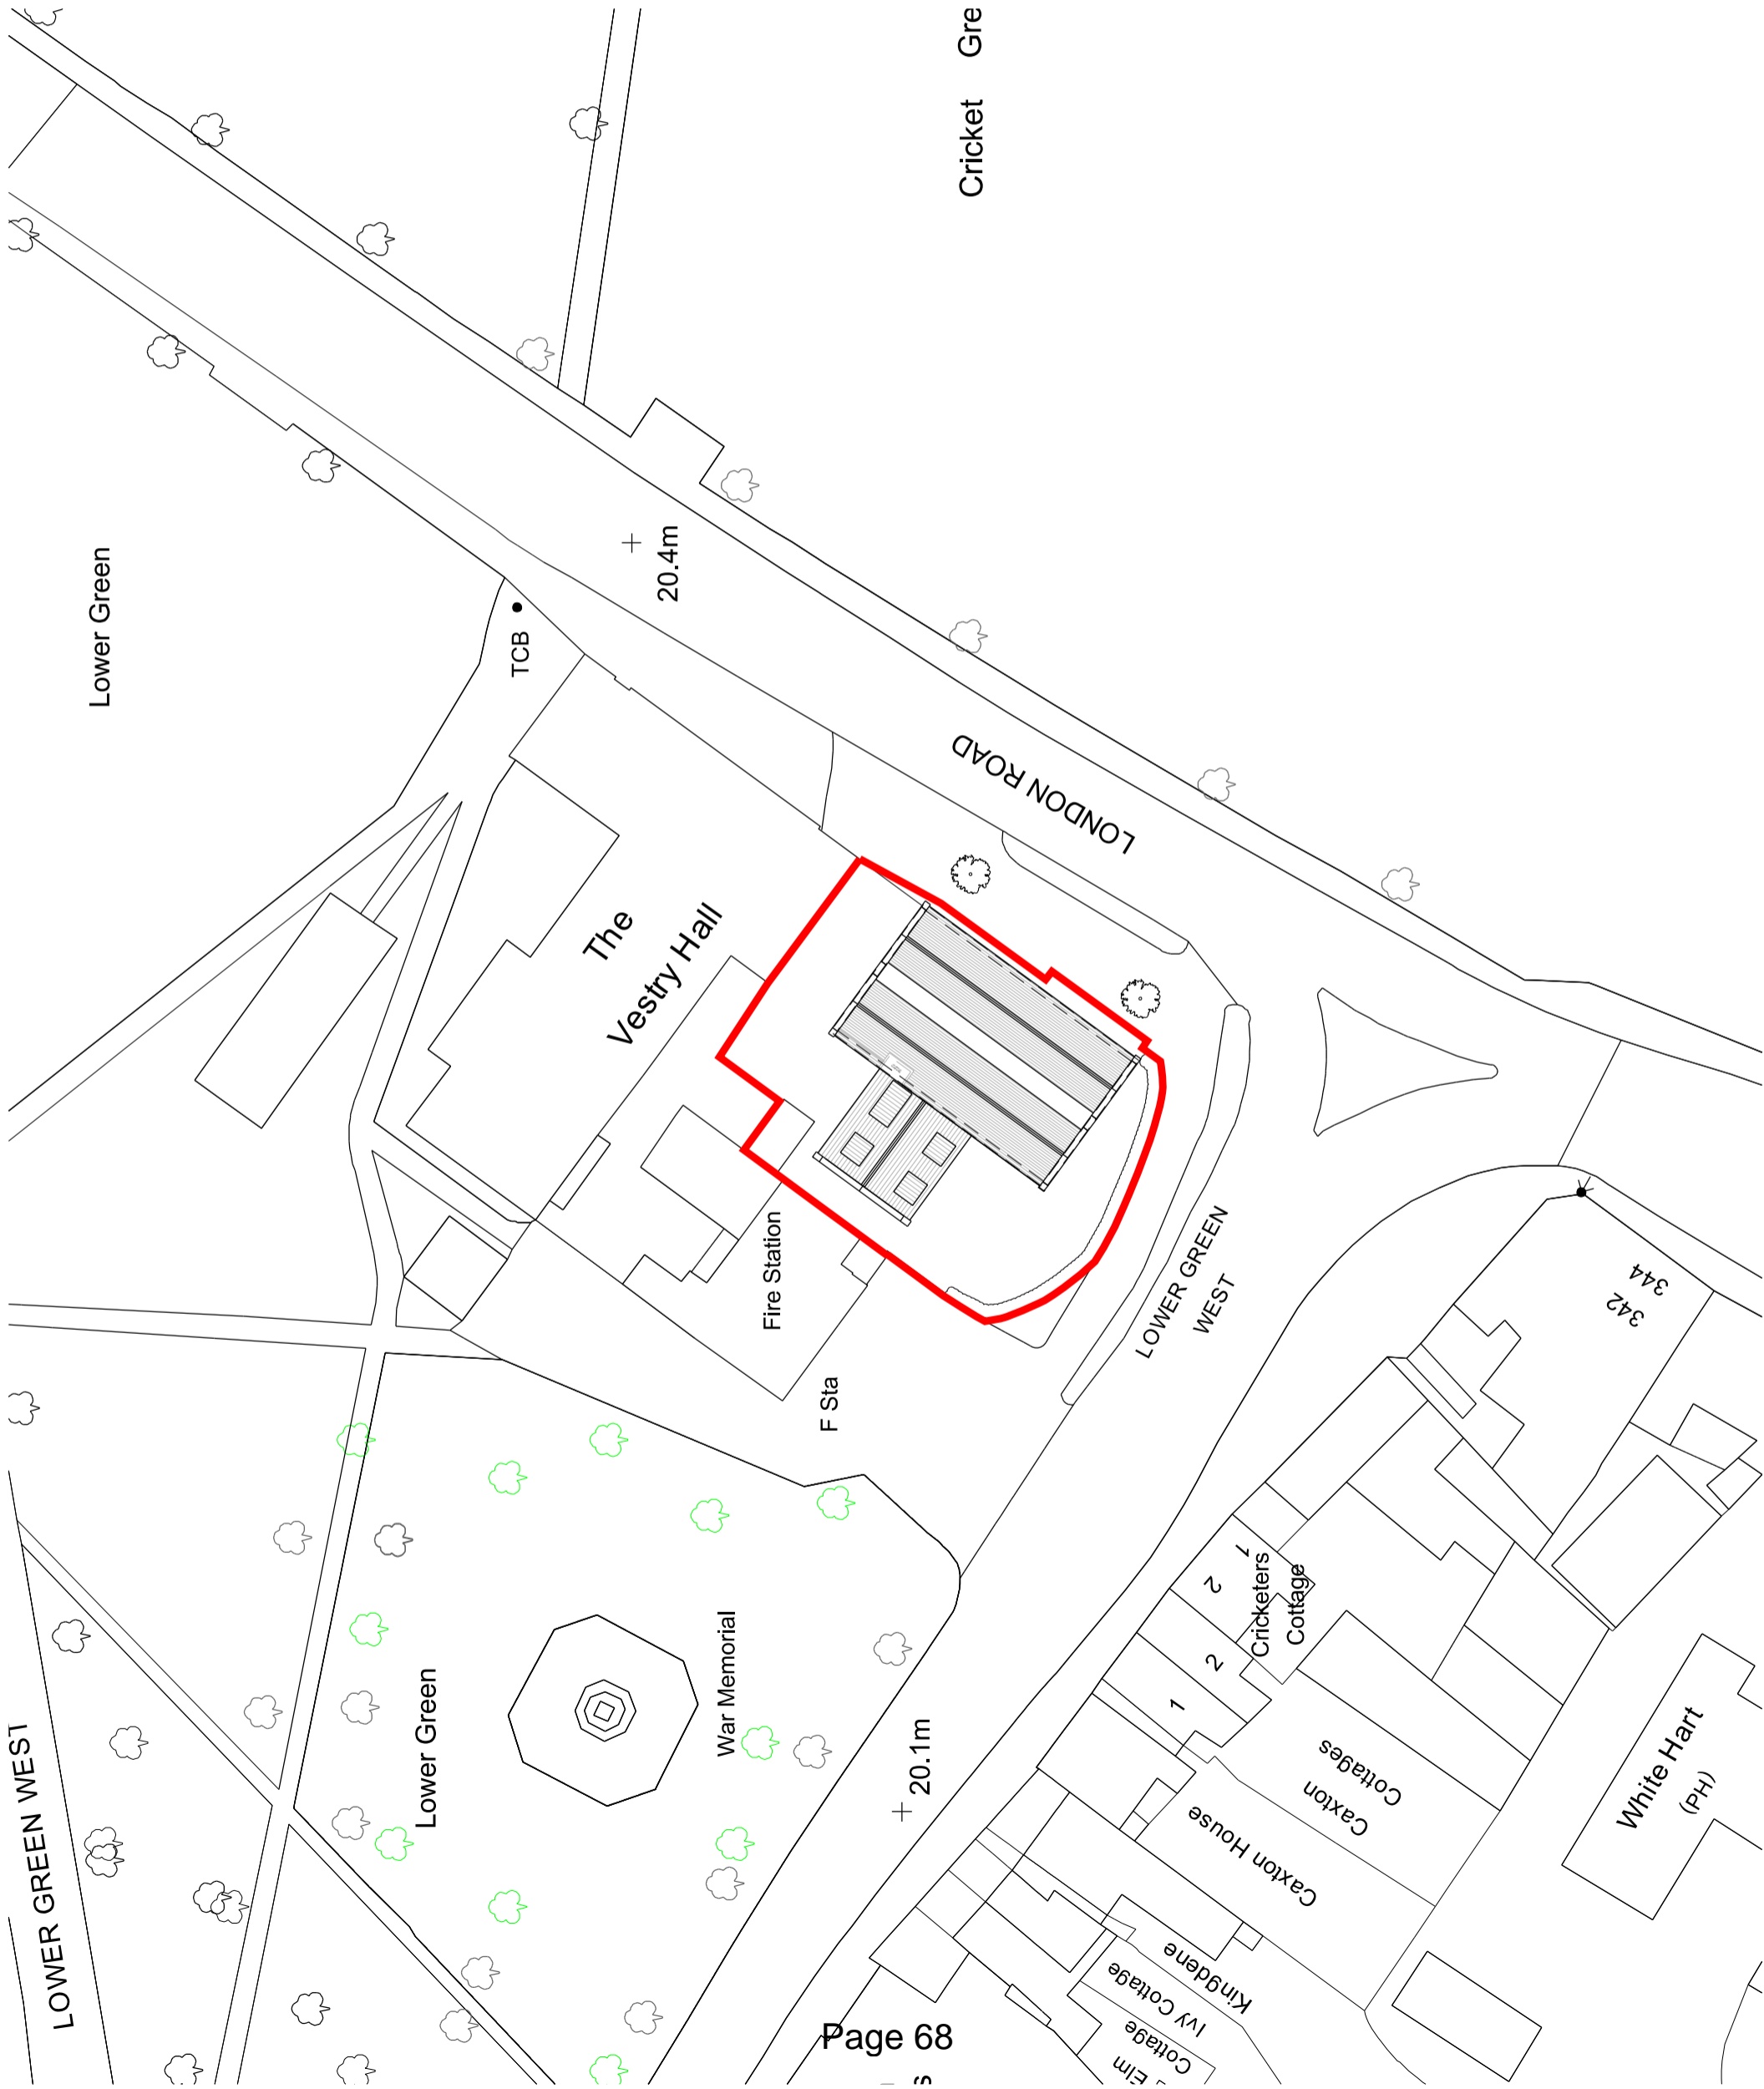 Cricket Gre
Lower Green
20.4m
TCB
LONDON ROAD
The
Vestry Hall
Fire Station
F Sta
LOWER GREEN
WEST
344
342
1
2
Cricketers
Cottage
2
1
War Memorial
Lower Green
20.1m
LOWER GREEN WEST
Cottages
Caxton
Caxton House
White Hart
(PH)
Kingdene
Ivy Cottage
Cottage
Elm
Page 68